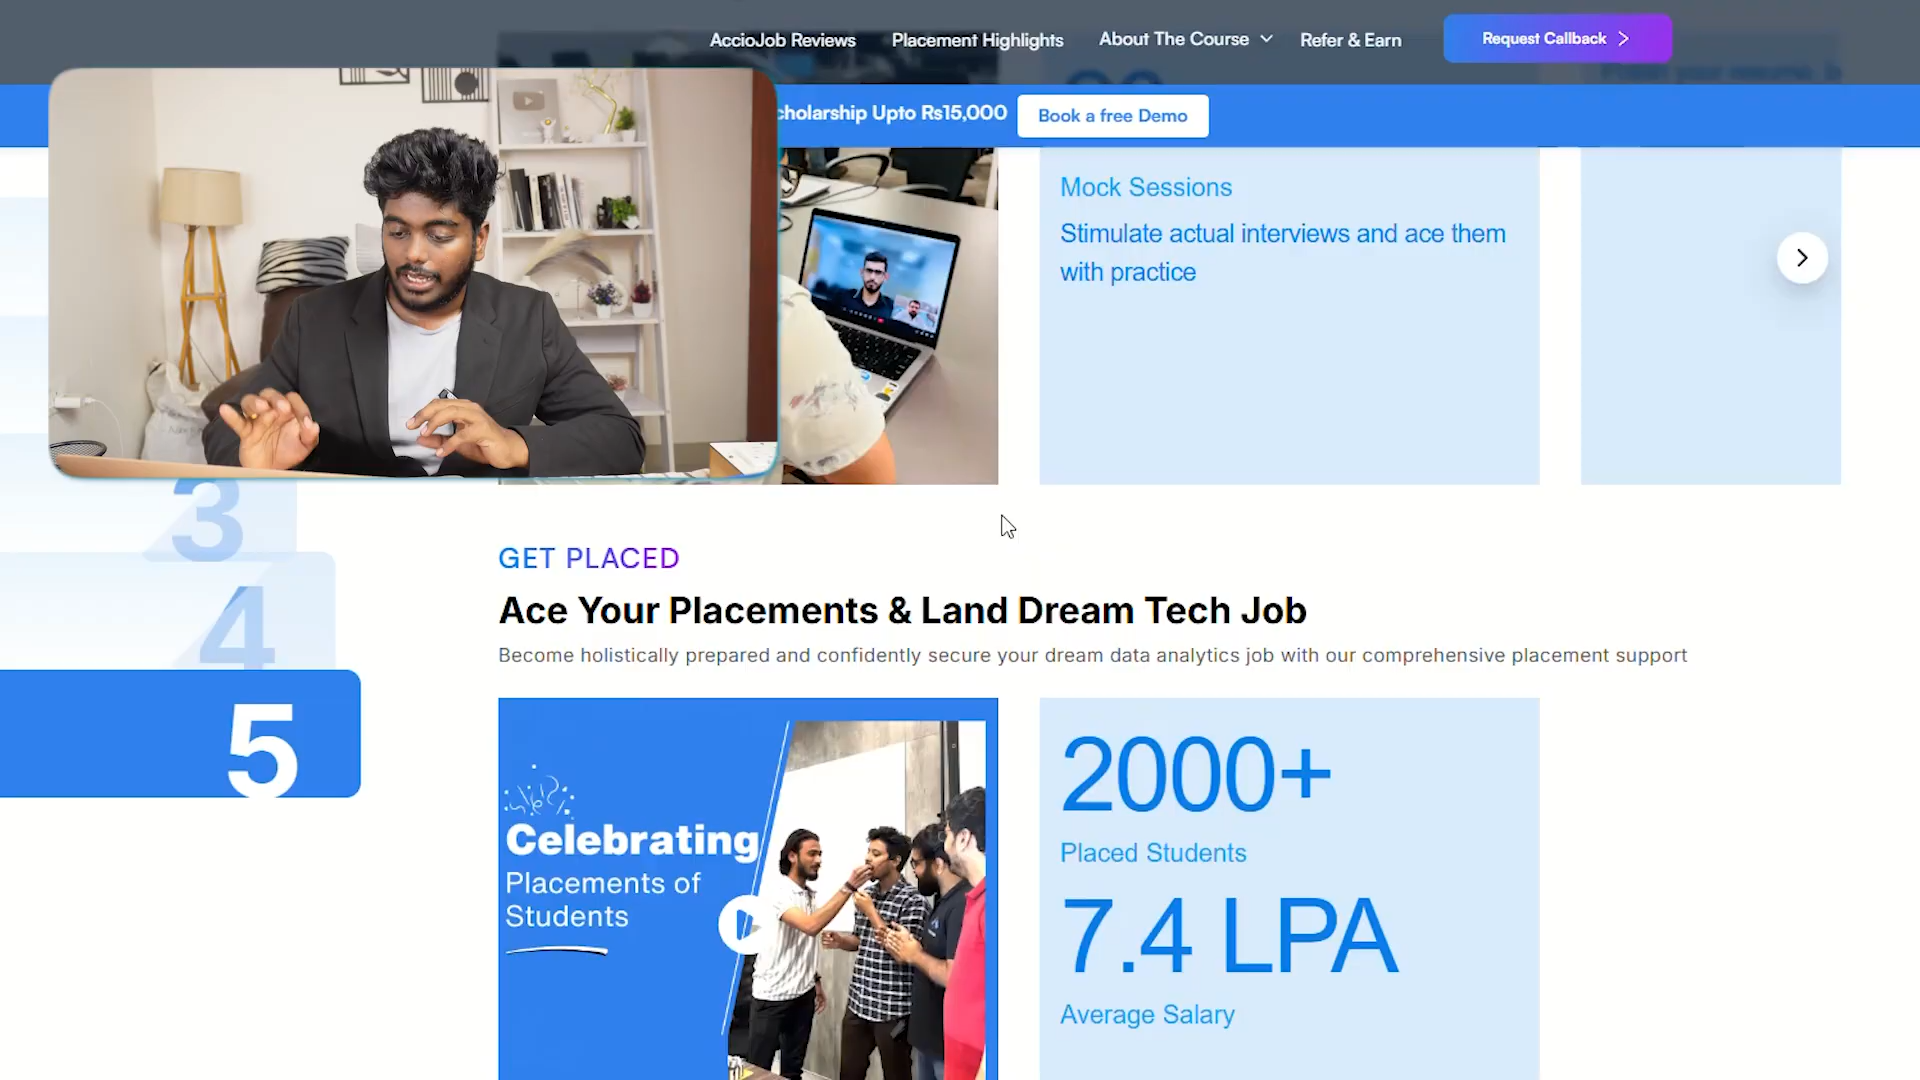 AccioJob Reviews
Placement Highlights
About The Course
Refer & Earn
Request Callback
cholarship Upto Rs15,000
Book a free Demo
Mock Sessions
Stimulate actual interviews and ace them
with practice
3
4
5
GET PLACED
Ace Your Placements & Land Dream Tech Job
Become holistically prepared and confidently secure your dream data analytics job with our comprehensive placement support
Celebrating
Placements of
Students
2000+
Placed Students
7.4 LPA
Average Salary